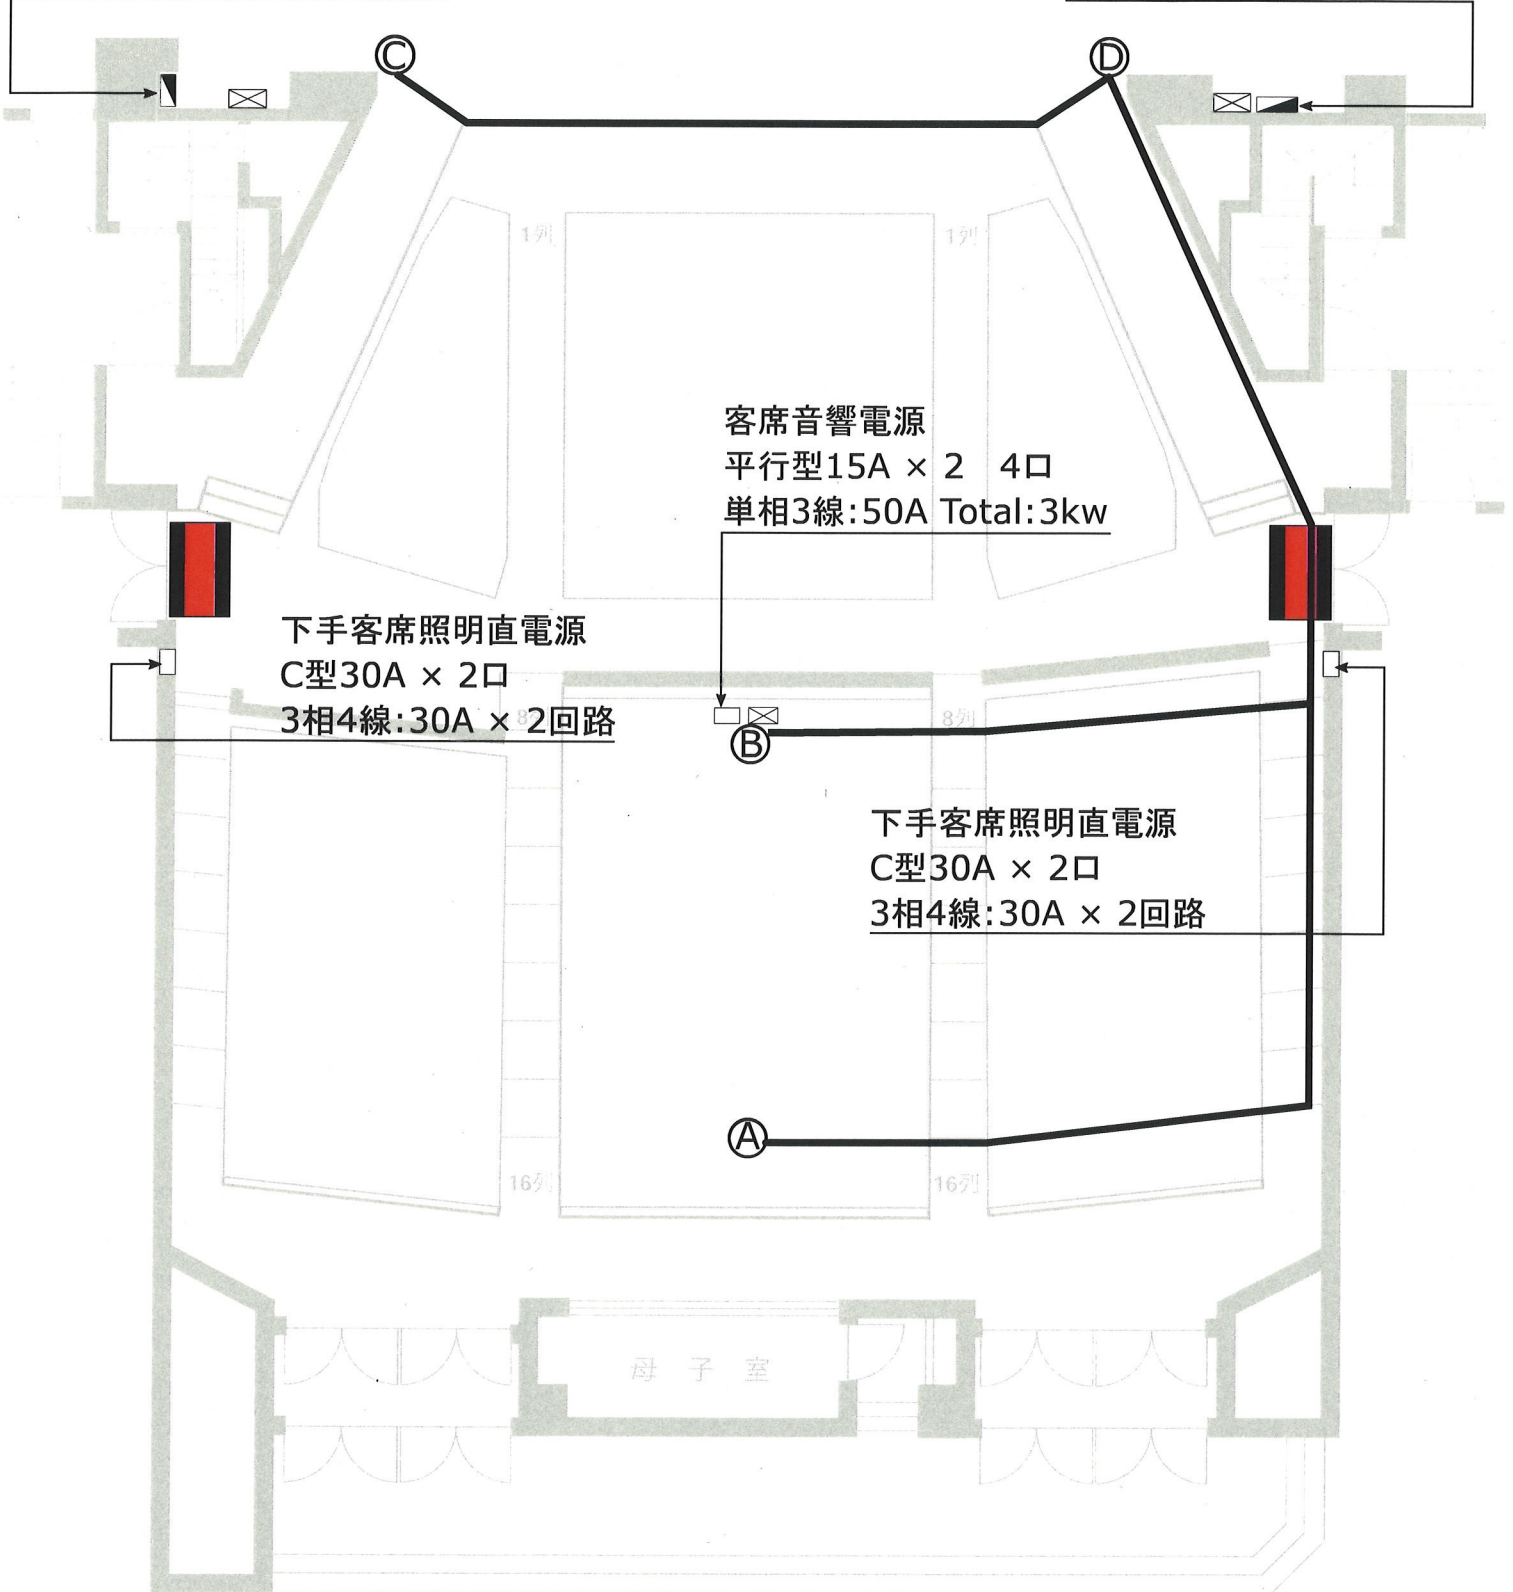 C
D
1列
1列
客席音響電源
平行型15A × 2 4口
単相3線:50A Total:3kw
下手客席照明直電源
C型30A × 2口
3相4線:30A × 2回路
8列
8列
B
下手客席照明直電源
C型30A × 2口
3相4線:30A × 2回路
A
16列
16列
母子室